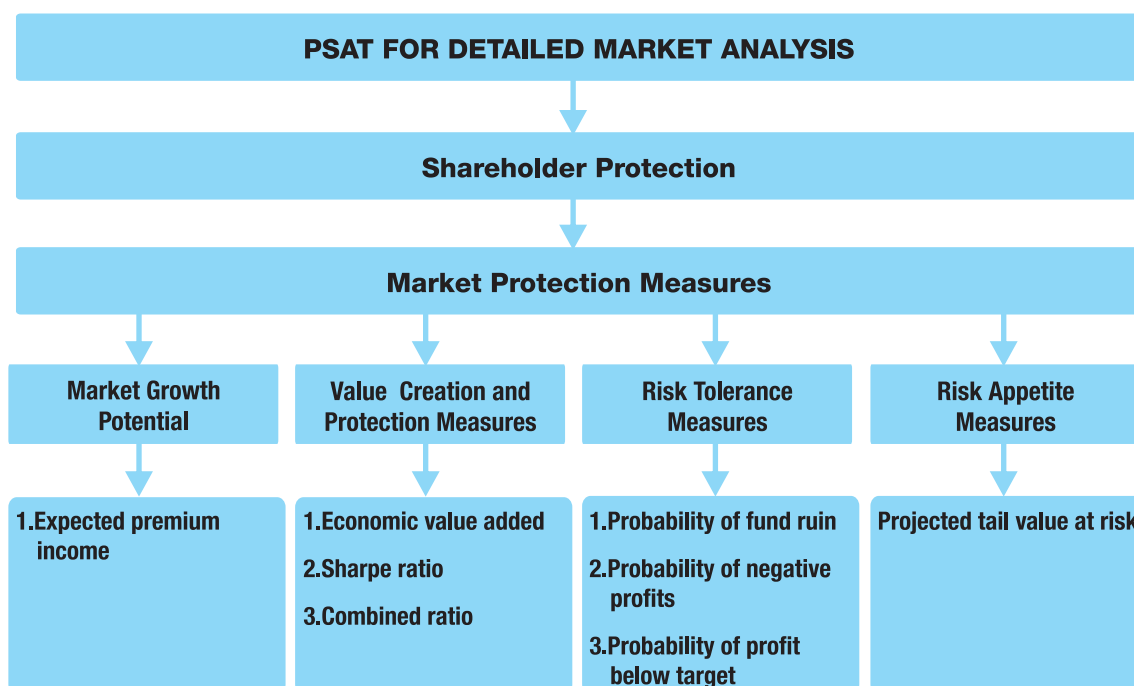 PSAT FOR DETAILED MARKET ANALYSIS
Shareholder Protection
Market Protection Measures
Market Growth
Potential
Value Creation and
Protection Measures
Risk Tolerance
Measures
Risk Appetite
Measures
1.Expected premium
income
1.Economic value added
2.Sharpe ratio
3.Combined ratio
1.Probability of fund ruin
2.Probability of negative
profits
3.Probability of profit
below target
Projected tail value at risk